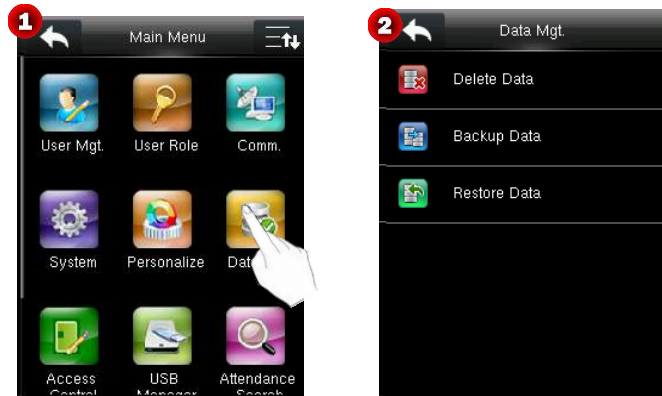 1
Main Menu
User Mgt.
User Role
Comm.
System
Personalize
Access
Control
USB
Manager
Attendance
Search
2
Data Mgt.
Delete Data
Backup Data
Restore Data